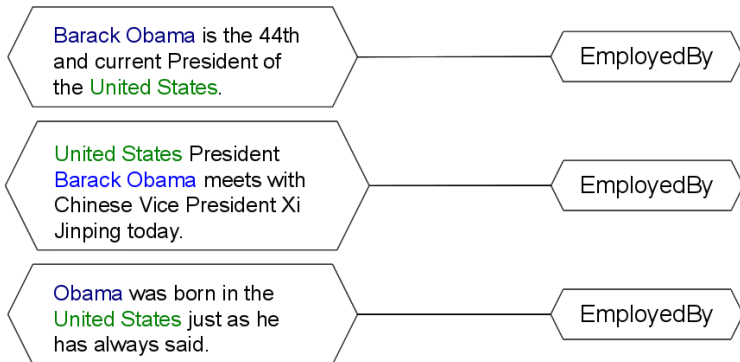 Barack Obama is the 44th
and current President of
the United States.
EmployedBy
United States President
Barack Obama meets with
Chinese Vice President Xi
Jinping today.
EmployedBy
Obama was born in the
United States just as he
has always said.
EmployedBy